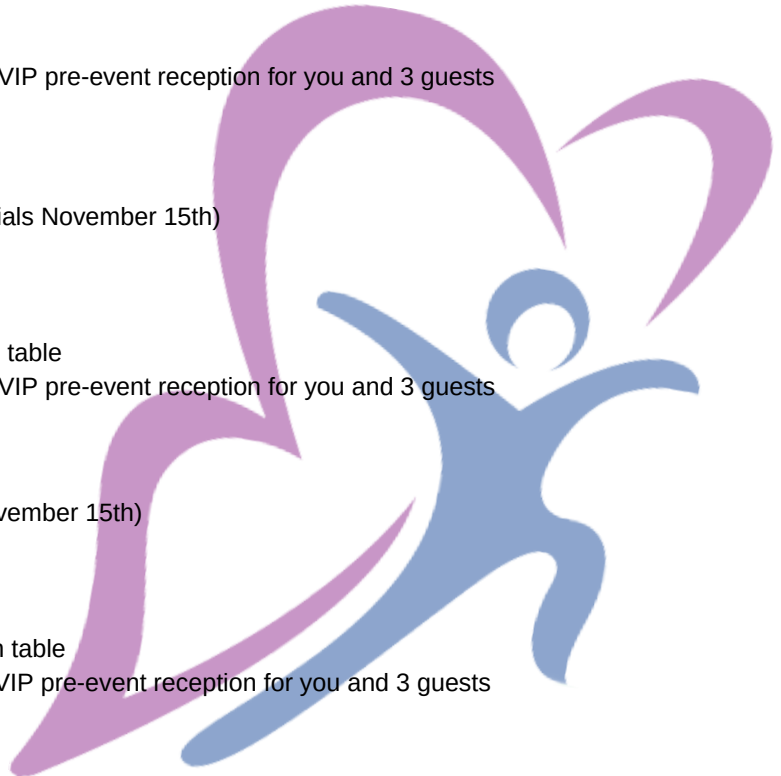 VIP pre-event reception for you and 3 guests
ials November 15th)
table
VIP pre-event reception for you and 3 guests
vember 15th)
table
VIP pre-event reception for you and 3 guests